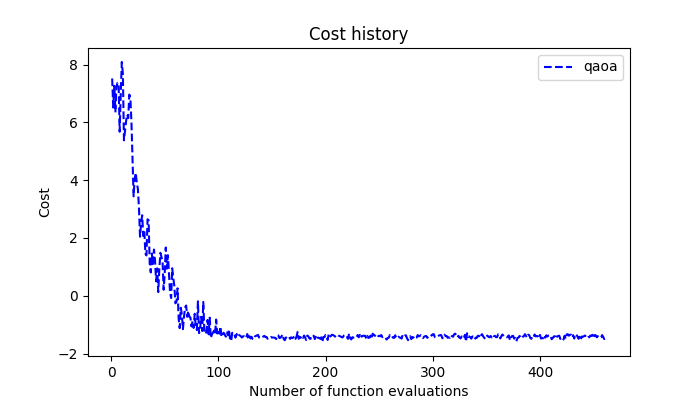 Cost history
qaoa
8
6
4
2
0
−2
Cost
0
100
200
300
400
Number of function evaluations